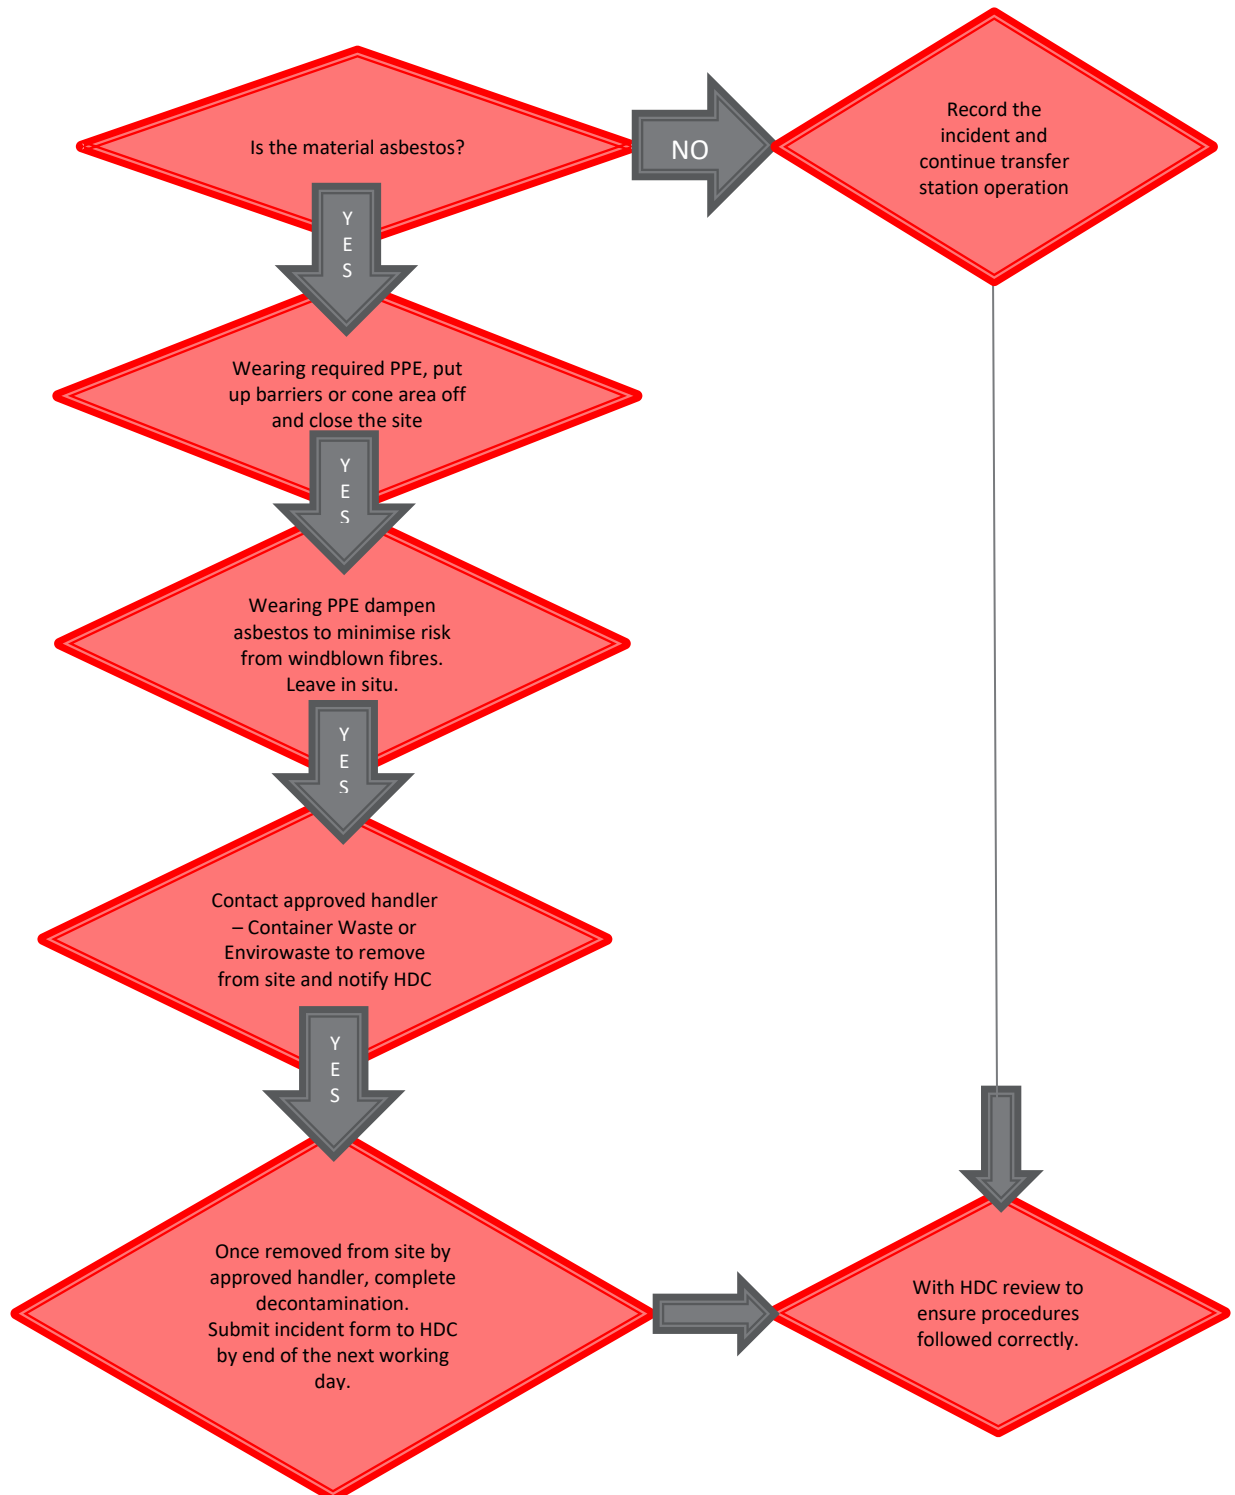 Is the material asbestos?
NO
Record the
incident and
continue transfer
station operation
Y
E
S
Wearing required PPE, put
up barriers or cone area off
and close the site
Y
E
S
Wearing PPE dampen
asbestos to minimise risk
from windblown fibres.
Leave in situ.
Y
E
S
Contact approved handler
– Container Waste or
Envirowaste to remove
from site and notify HDC
Y
E
S
Once removed from site by
approved handler, complete
decontamination.
Submit incident form to HDC
by end of the next working
day.
With HDC review to
ensure procedures
followed correctly.